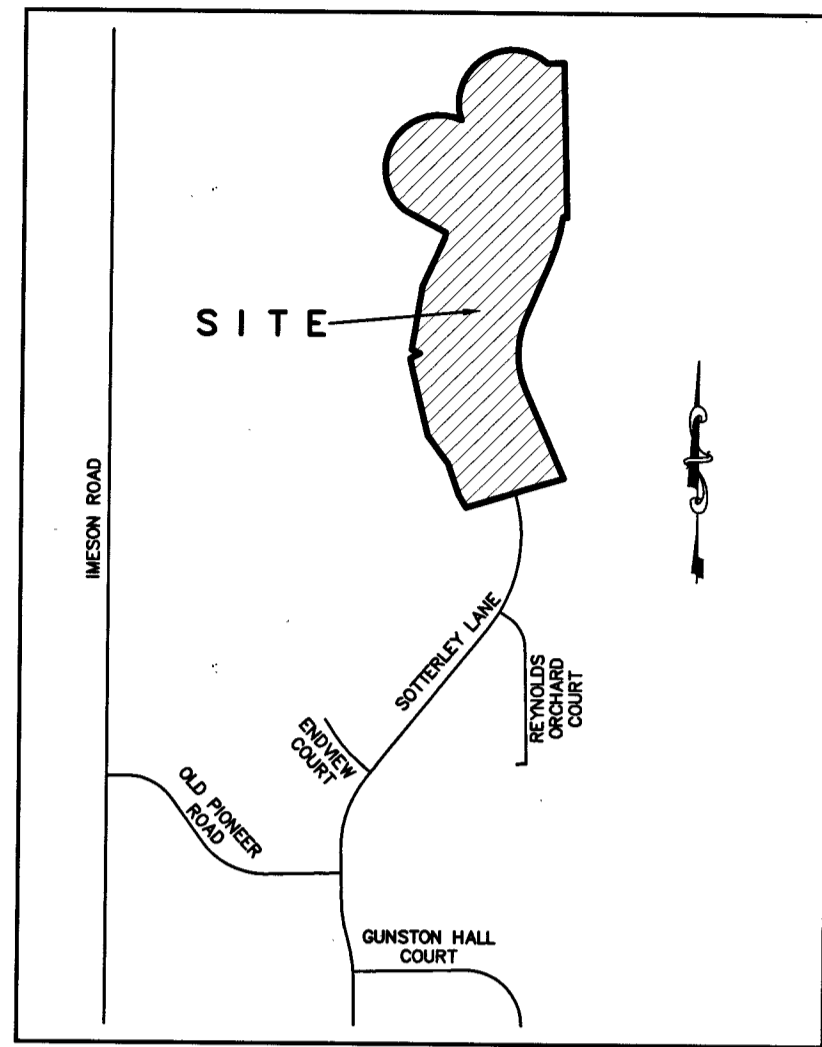 SITE
IMESON ROAD
SOTTERLEY LANE
REYNOLDS
ORCHARD
COURT
ENDVIEW
COURT
OLD PIONEER
ROAD
GUNSTON HALL
COURT